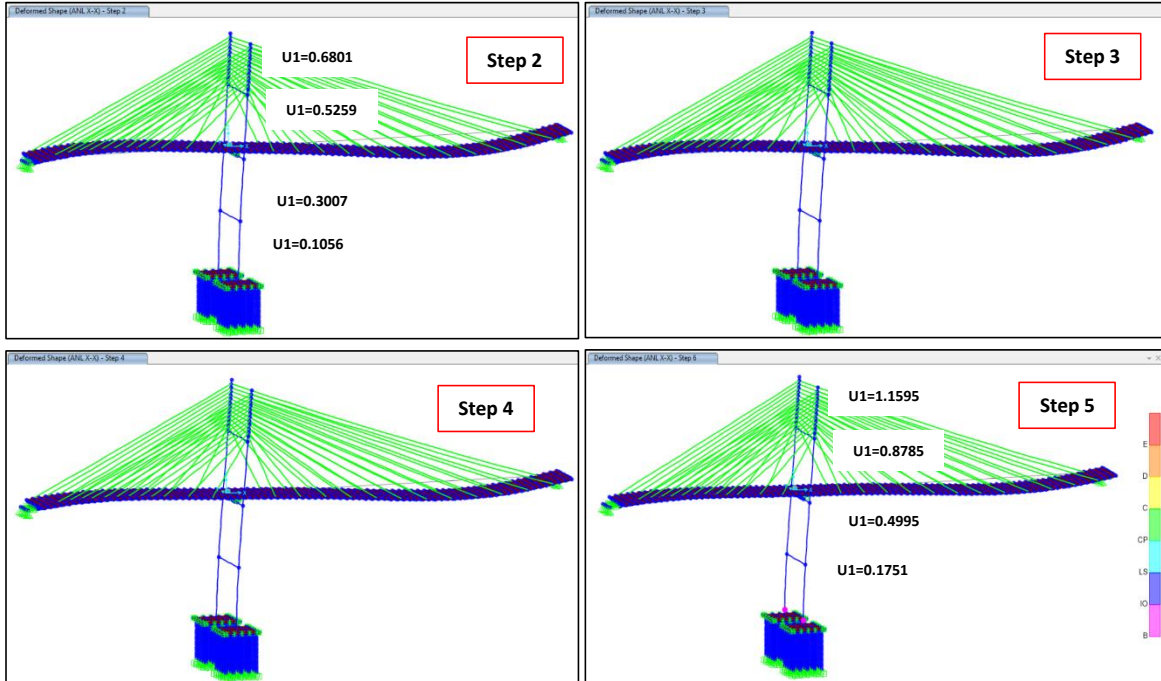 Deformed Shape (ANL X-X) - Step 2
Step 2
U1=0.6801
U1=0.5259
U1=0.3007
U1=0.1056
Deformed Shape (ANL X-X) - Step 3
Step 3
Deformed Shape (ANL X-X) - Step 4
Step 4
Deformed Shape (ANL X-X) - Step 6
Step 5
U1=1.1595
U1=0.8785
U1=0.4995
U1=0.1751
E
D
C
CP
LS
IO
B